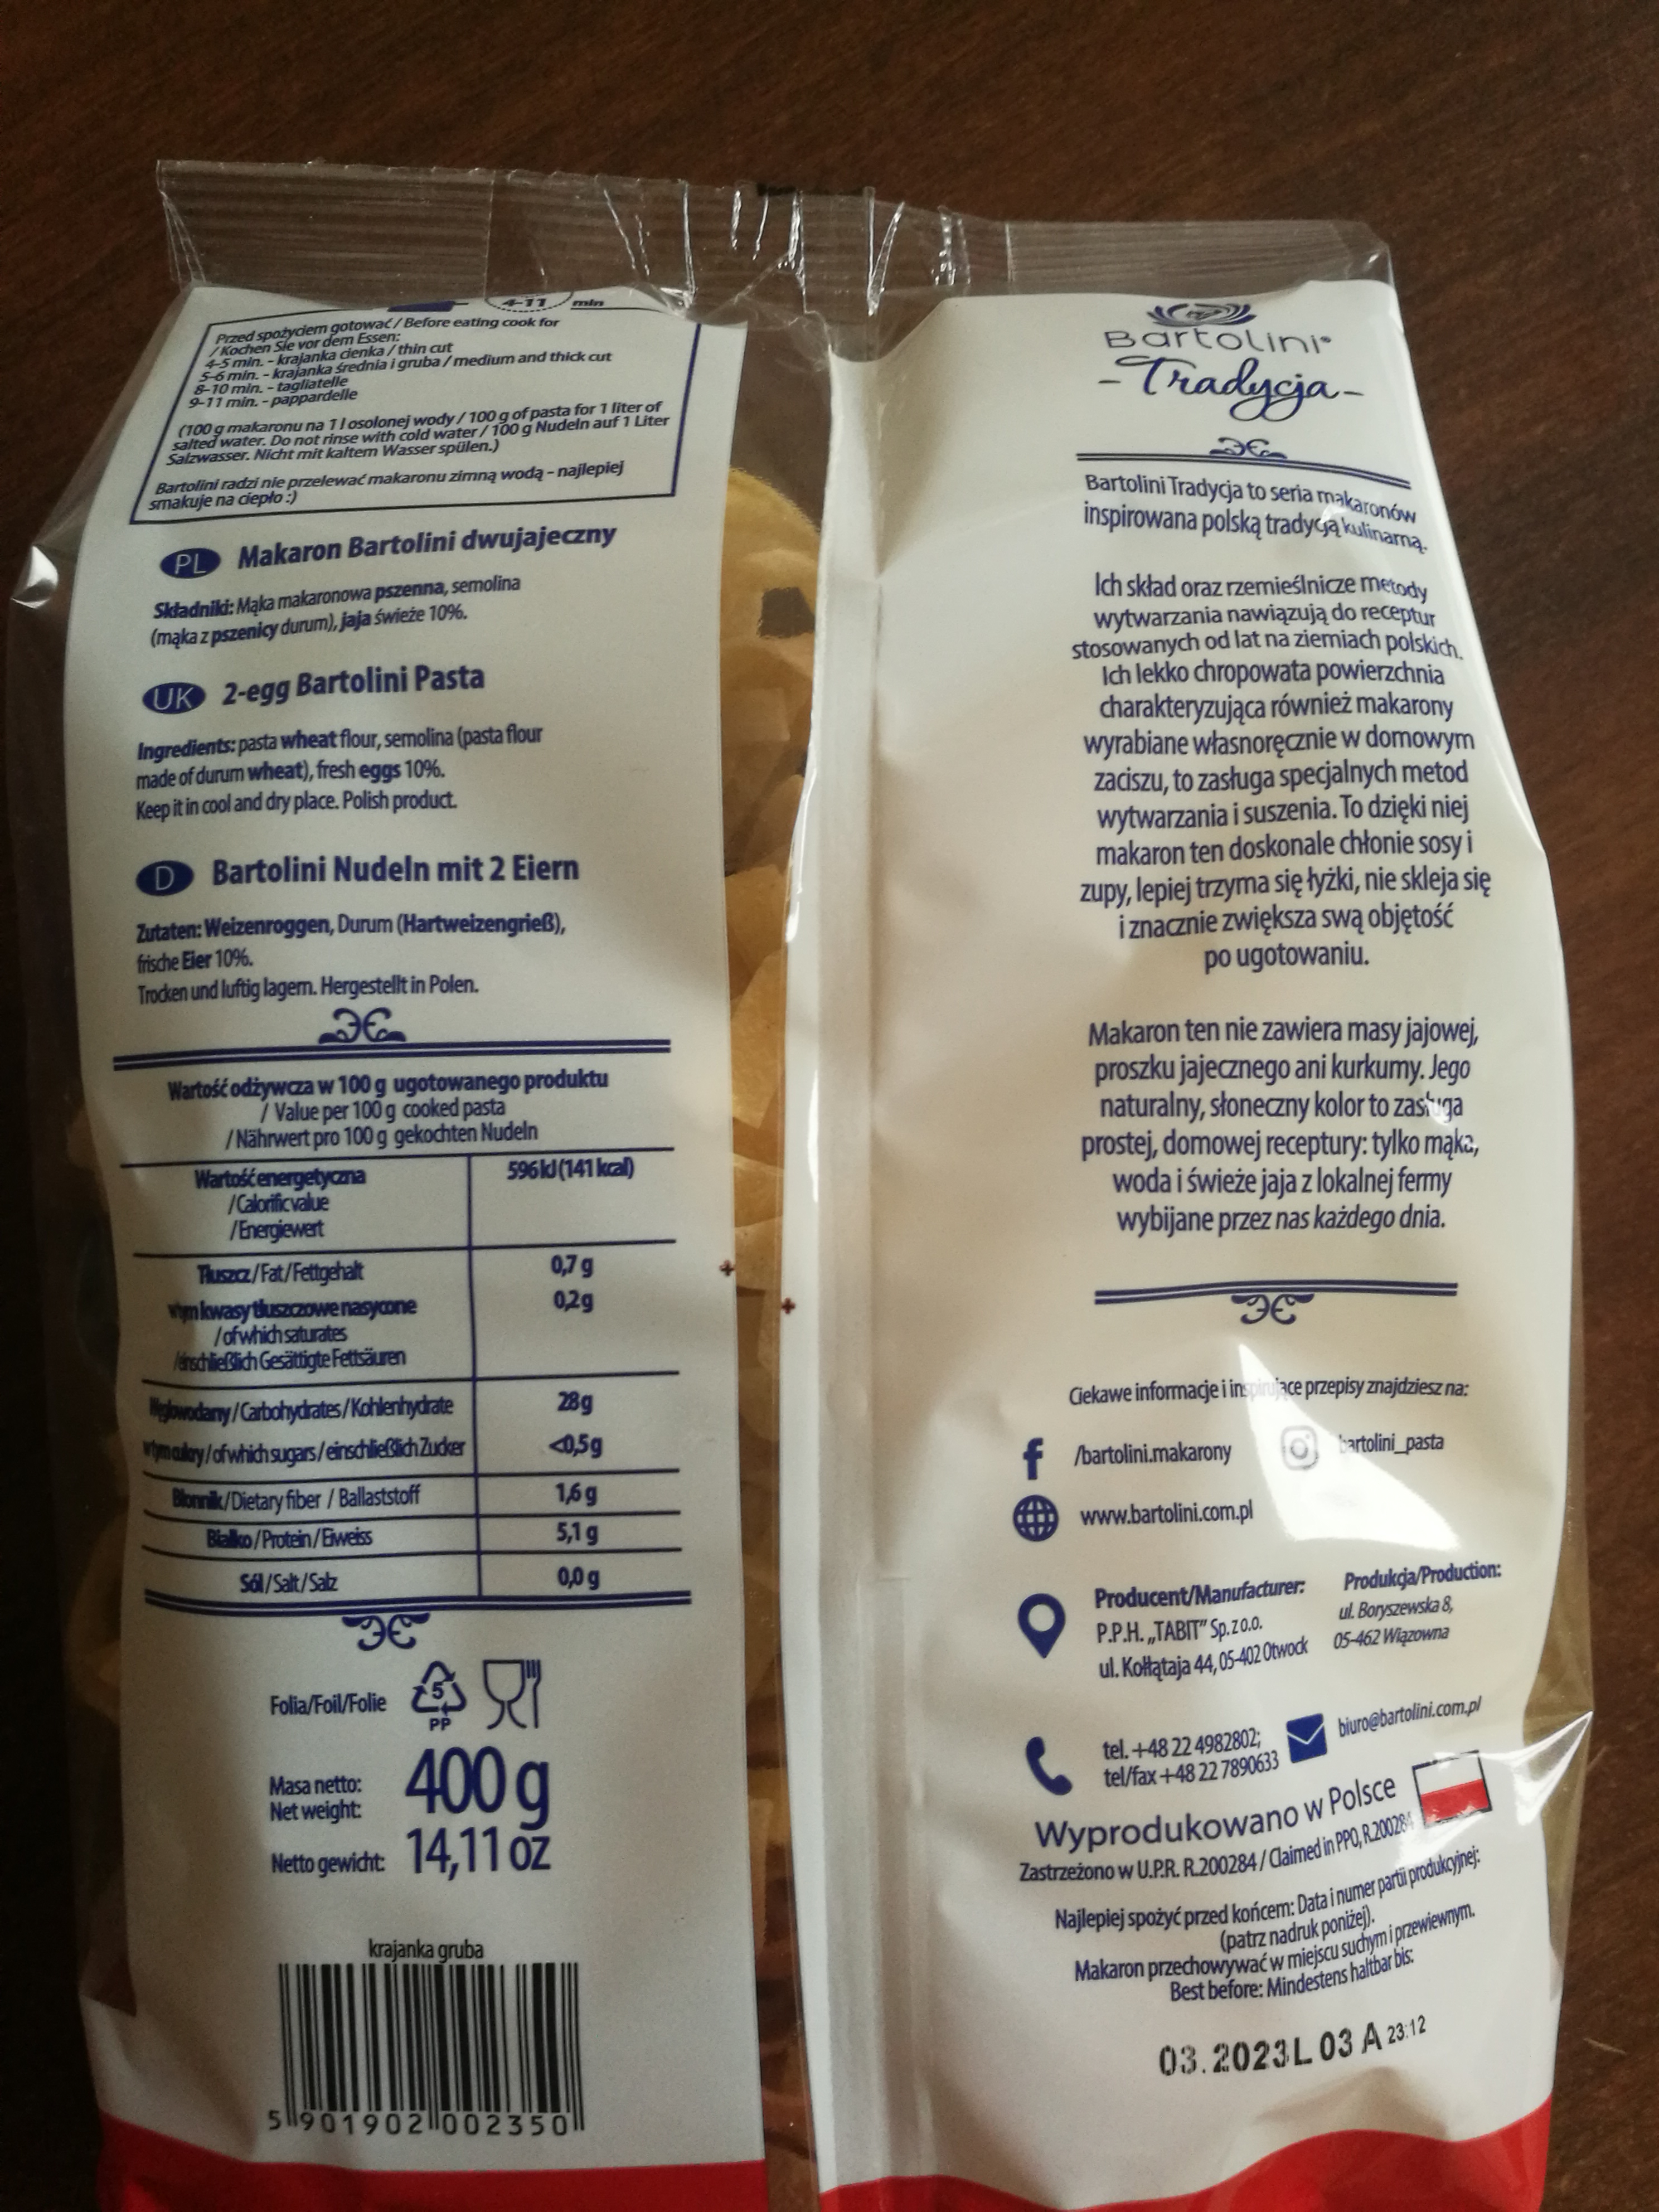 4-11 min
Przed spożyciem gotować / Before eating cook for
/ Kochen Sie vor dem Essen:
4-5 min. - krajanka cienka / thin cut
5-6 min. - krajanka średnia i gruba / medium and thick cut
8-10 min. - tagliatelle
9-11 min. - pappardelle
(100 g makaronu na 1 l osolonej wody / 100 g of pasta for 1 liter of
salted water. Do not rinse with cold water / 100 g Nudeln auf 1 Liter
Salzwasser. Nicht mit kaltem Wasser spülen.)
Bartolini radzi nie przelewać makaronu zimną wodą - najlepiej
smakuje na ciepło :)
PL Makaron Bartolini dwujajeczny
Składniki: Mąka makaronowa pszenna, semolina
(mąka z pszenicy durum), jaja świeże 10%.
UK 2-egg Bartolini Pasta
Ingredients: pasta wheat flour, semolina (pasta flour
made of durum wheat), fresh eggs 10%.
Keep it in cool and dry place. Polish product.
D Bartolini Nudeln mit 2 Eiern
Zutaten: Weizenroggen, Durum (Hartweizengrieß),
frische Eier 10%.
Trocken und luftig lagern. Hergestellt in Polen.
Wartość odżywcza w 100 g ugotowanego produktu
/ Value per 100 g cooked pasta
/ Nährwert pro 100 g gekochten Nudeln
Wartość energetyczna 596 kJ (141 kcal)
/Calorific value
/Energiewert
Tłuszcz/Fat/Fettgehalt 0,7 g
w tym kwasy tłuszczowe nasycone 0,2 g
/of which saturates
/einschließlich Gesättigte Fettsäuren
Węglowodany/Carbohydrates/Kohlenhydrate 28 g
w tym cukry/of which sugars/einschließlich Zucker <0,5 g
Błonnik/Dietary fiber / Ballaststoff 1,6 g
Białko/Protein/Eiweiss 5,1 g
Sól/Salt/Salz 0,0 g
Folia/Foil/Folie 5 PP
Masa netto: 400 g
Net weight:
Netto gewicht: 14,11 oz
krajanka gruba
5 901902 002350
Bartolini®
- Tradycja -
Bartolini Tradycja to seria makaronów
inspirowana polską tradycją kulinarną.
Ich skład oraz rzemieślnicze metody
wytwarzania nawiązują do receptur
stosowanych od lat na ziemiach polskich.
Ich lekko chropowata powierzchnia
charakteryzująca również makarony
wyrabiane własnoręcznie w domowym
zaciszu, to zasługa specjalnych metod
wytwarzania i suszenia. To dzięki niej
makaron ten doskonale chłonie sosy i
zupy, lepiej trzyma się łyżki, nie skleja się
i znacznie zwiększa swą objętość
po ugotowaniu.
Makaron ten nie zawiera masy jajowej,
proszku jajecznego ani kurkumy. Jego
naturalny, słoneczny kolor to zasługa
prostej, domowej receptury: tylko mąka,
woda i świeże jaja z lokalnej fermy
wybijane przez nas każdego dnia.
Ciekawe informacje i inspirujące przepisy znajdziesz na:
/bartolini.makarony bartolini_pasta
www.bartolini.com.pl
Producent/Manufacturer: Produkcja/Production:
P.P.H. „TABIT” Sp. z o.o. ul. Boryszewska 8,
ul. Kołłątaja 44, 05-402 Otwock 05-462 Wiązowna
tel. +48 22 4982802; biuro@bartolini.com.pl
tel/fax +48 22 7890633
Wyprodukowano w Polsce
Zastrzeżono w U.P.R. R.200284 / Claimed in PPO, R.200284
Najlepiej spożyć przed końcem: Data i numer partii produkcyjnej:
(patrz nadruk poniżej).
Makaron przechowywać w miejscu suchym i przewiewnym.
Best before: Mindestens haltbar bis:
03.2023 L 03 A 23:12